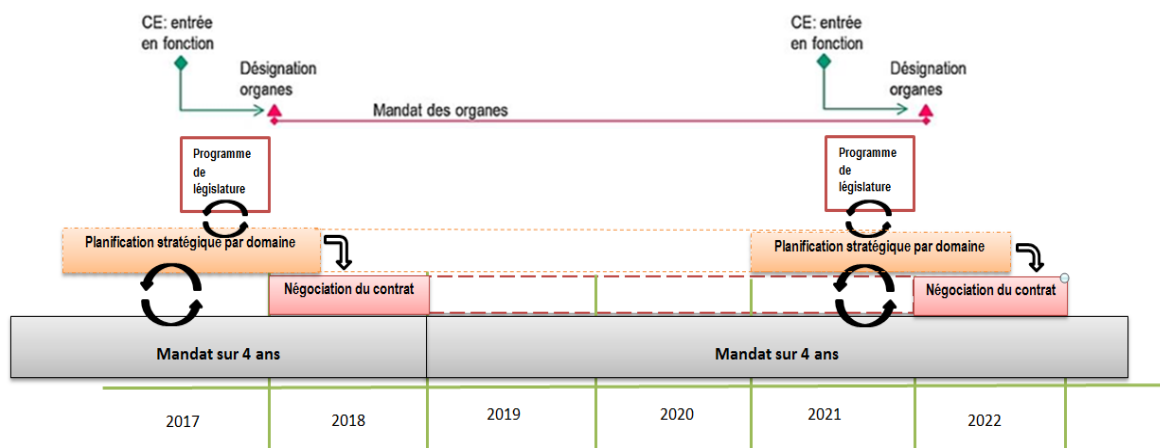 CE: entrée
en fonction
Désignation
organes
Mandat des organes
CE: entrée
en fonction
Désignation
organes
Programme
de
législature
Programme
de
législature
Planification stratégique par domaine
Planification stratégique par domaine
Négociation du contrat
Négociation du contrat
Mandat sur 4 ans
Mandat sur 4 ans
2017
2018
2019
2020
2021
2022